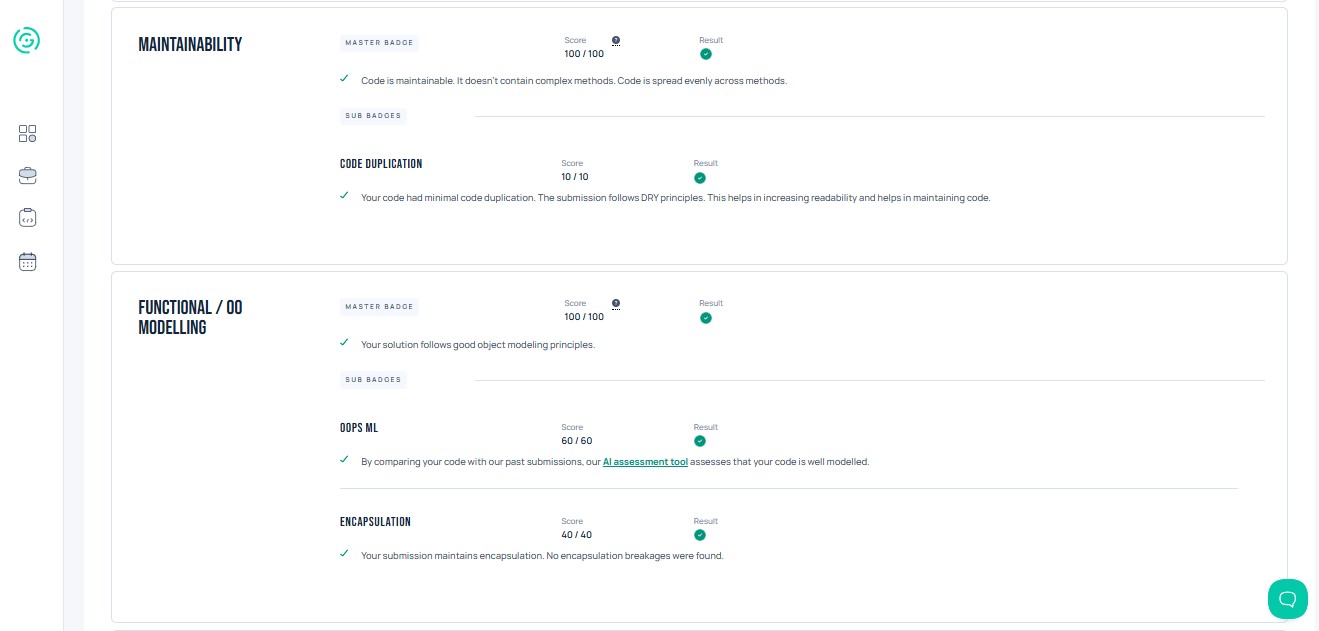 MAINTAINABILITY
MASTER BADGE
Score ?
100 / 100
Result
Code is maintainable. It doesn't contain complex methods. Code is spread evenly across methods.
SUB BADGES
CODE DUPLICATION
Score
10 / 10
Result
Your code had minimal code duplication. The submission follows DRY principles. This helps in increasing readability and helps in maintaining code.
FUNCTIONAL / OO
MODELLING
MASTER BADGE
Score ?
100 / 100
Result
Your solution follows good object modeling principles.
SUB BADGES
OOPS ML
Score
60 / 60
Result
By comparing your code with our past submissions, our AI assessment tool assesses that your code is well modelled.
ENCAPSULATION
Score
40 / 40
Result
Your submission maintains encapsulation. No encapsulation breakages were found.